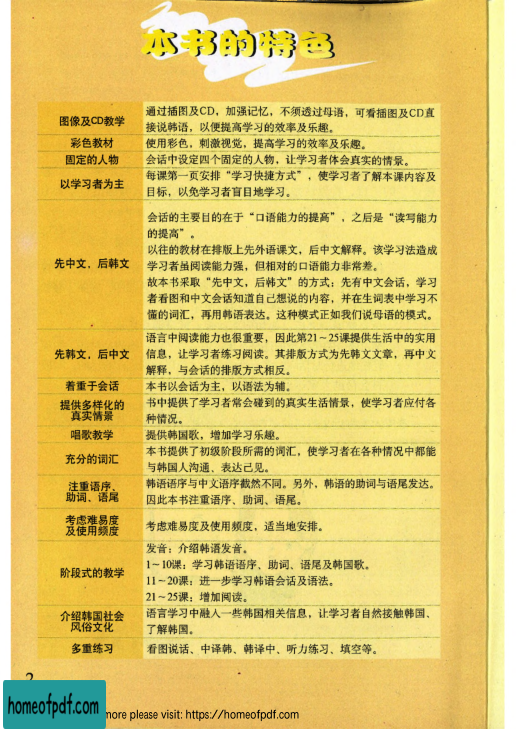 本书的特色
图像及CD教学
通过插图及CD，加强记忆，不须透过母语，可看插图及CD直
接说韩语，以便提高学习的效率及乐趣。
彩色教材
使用彩色，刺激视觉，提高学习的效率及乐趣。
固定的人物
会话中设定四个固定的人物，让学习者体会真实的情景。
以学习者为主
每课第一页安排“学习快捷方式”，使学习者了解本课内容及
目标，以免学习者盲目地学习。
先中文，后韩文
会话的主要目的在于“口语能力的提高”，之后是“读写能力
的提高”。
以往的教材在排版上先外语课文，后中文解释。该学习法造成
学习者虽阅读能力强，但相对的口语能力非常差。
故本书采取“先中文，后韩文”的方式：先有中文会话，学习
者看图和中文会话知道自己想说的内容，并在生词表中学习不
懂的词汇，再用韩语表达。这种模式正如我们说母语的模式。
先韩文，后中文
语言中阅读能力也很重要，因此第21～25课提供生活中的实用
信息，让学习者练习阅读。其排版方式为先韩文文章，再中文
解释，与会话的排版方式相反。
着重于会话
本书以会话为主，以语法为辅。
提供多样化的
真实情景
书中提供了学习者常会碰到的真实生活情景，使学习者应付各
种情况。
唱歌教学
提供韩国歌，增加学习乐趣。
充分的词汇
本书提供了初级阶段所需的词汇，使学习者在各种情况中都能
与韩国人沟通、表达己见。
注重语序、
助词、语尾
韩语语序与中文语序截然不同。另外，韩语的助词与语尾发达。
因此本书注重语序、助词、语尾。
考虑难易度
及使用频度
考虑难易度及使用频度，适当地安排。
阶段式的教学
发音：介绍韩语发音。
1～10课：学习韩语语序、助词、语尾及韩国歌。
11～20课：进一步学习韩语会话及语法。
21～25课：增加阅读。
介绍韩国社会
风俗文化
语言学习中融入一些韩国相关信息，让学习者自然接触韩国、
了解韩国。
多重练习
看图说话、中译韩、韩译中、听力练习、填空等。
2
homeofpdf.com
more please visit: https://homeofpdf.com